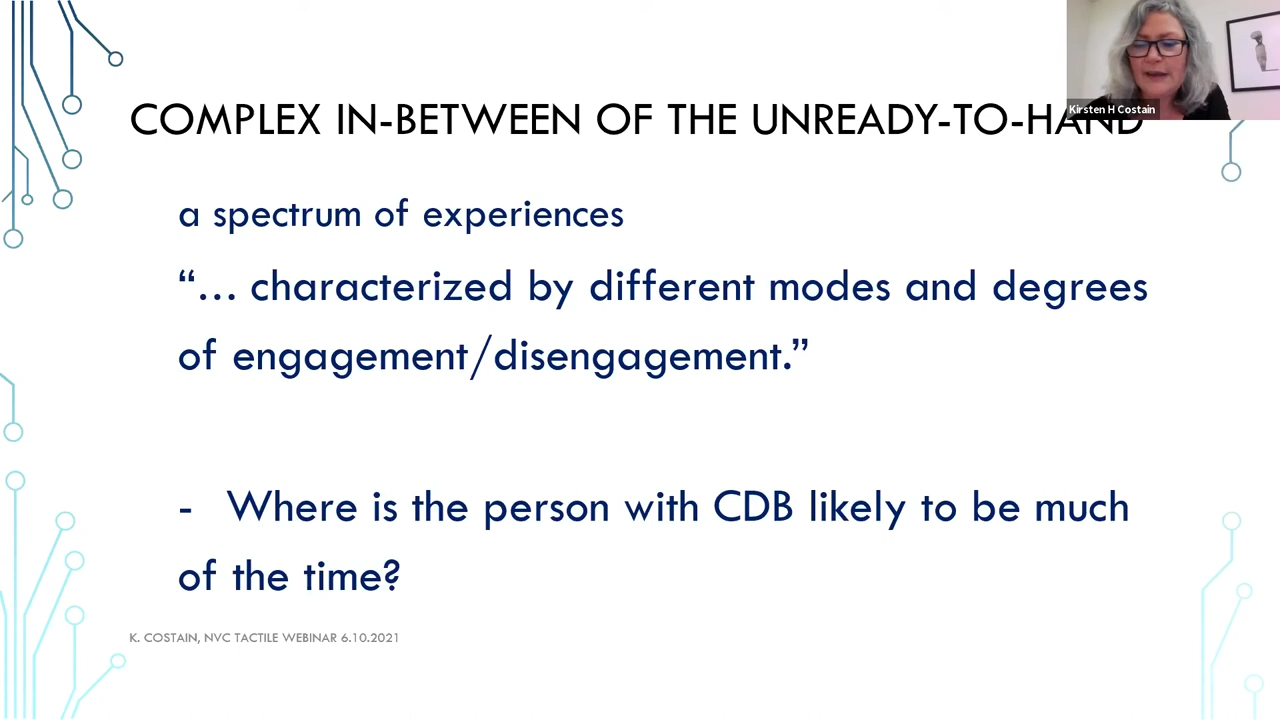 Kirsten H Costain
COMPLEX IN-BETWEEN OF THE UNREADY-TO-HAND
a spectrum of experiences
“… characterized by different modes and degrees
of engagement/disengagement.”
- Where is the person with CDB likely to be much
of the time?
K. COSTAIN, NVC TACTILE WEBINAR 6.10.2021